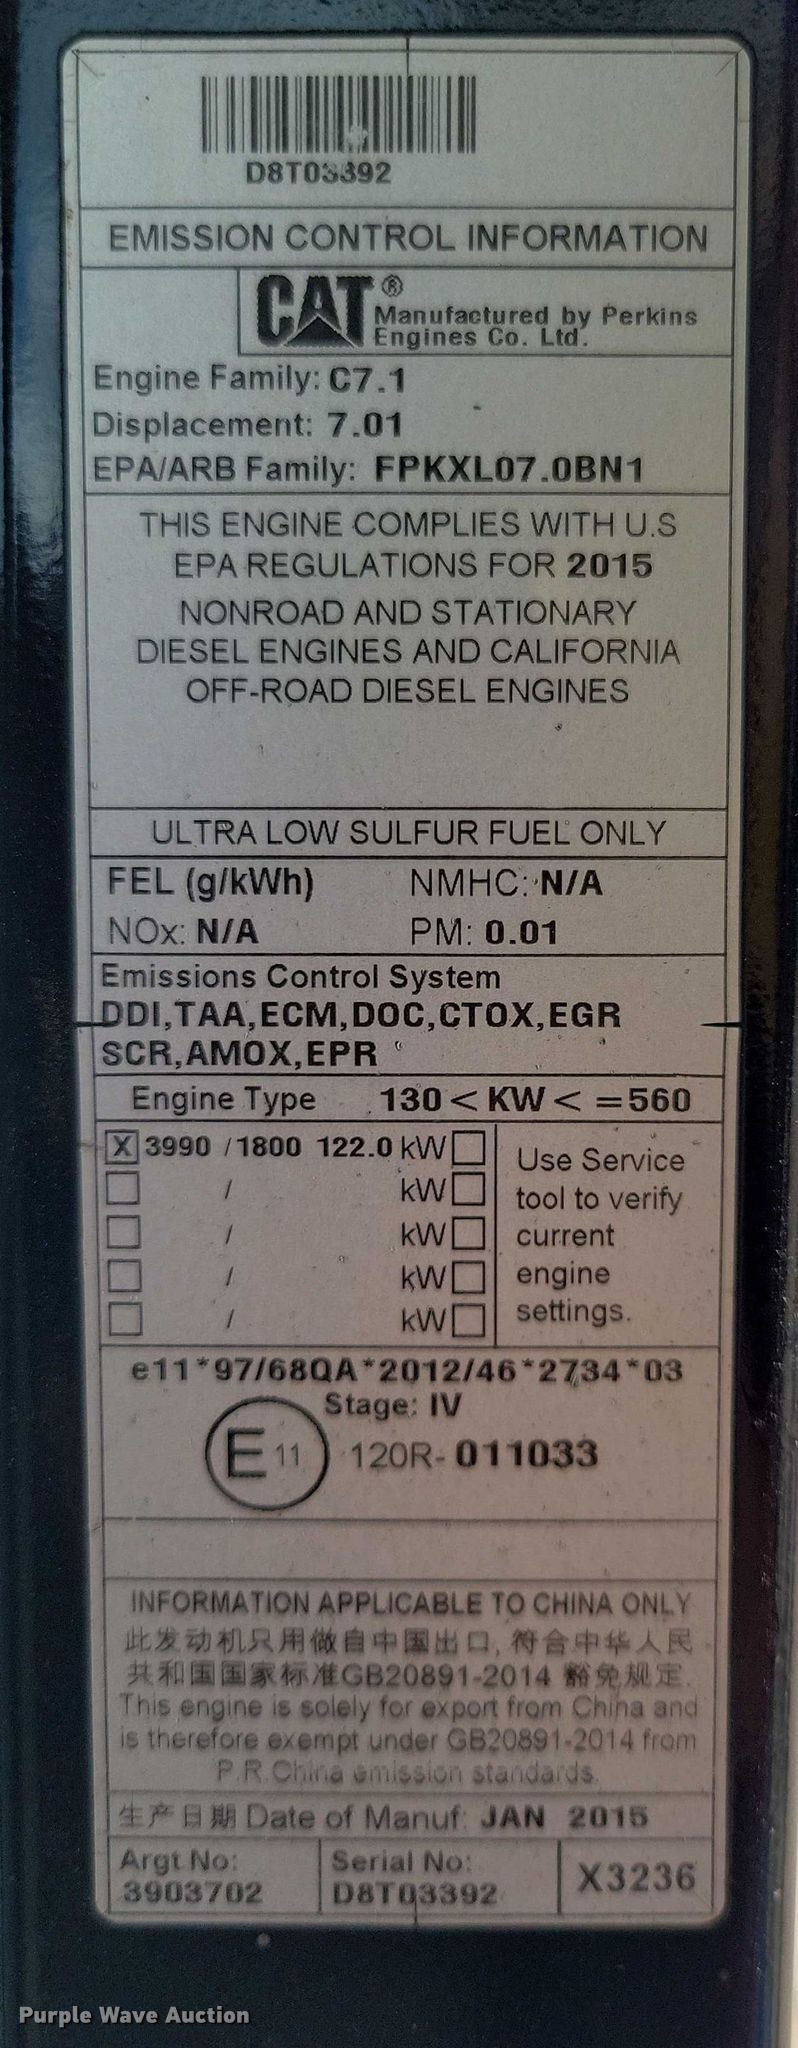 D8T03392
EMISSION CONTROL INFORMATION
CAT® Manufactured by Perkins
Engines Co. Ltd.
Engine Family: C7.1
Displacement: 7.01
EPA/ARB Family: FPKXL07.0BN1
THIS ENGINE COMPLIES WITH U.S
EPA REGULATIONS FOR 2015
NONROAD AND STATIONARY
DIESEL ENGINES AND CALIFORNIA
OFF-ROAD DIESEL ENGINES
ULTRA LOW SULFUR FUEL ONLY
FEL (g/kWh) NMHC: N/A
NOx: N/A PM: 0.01
Emissions Control System
DDI,TAA,ECM,DOC,CTOX,EGR
SCR,AMOX,EPR
Engine Type 130 < KW < =560
X 3990 / 1800 122.0 kW
/ kW
/ kW
/ kW
/ kW
Use Service
tool to verify
current
engine
settings.
e11*97/68QA*2012/46*2734*03
Stage: IV
E 11 120R- 011033
INFORMATION APPLICABLE TO CHINA ONLY
此发动机只用做自中国出口, 符合中华人民
共和国国家标准GB20891-2014 豁免规定.
This engine is solely for export from China and
is therefore exempt under GB20891-2014 from
P.R.China emission standards.
生产日期 Date of Manuf: JAN 2015
Argt No:
3903702
Serial No:
D8T03392
X3236
Purple Wave Auction